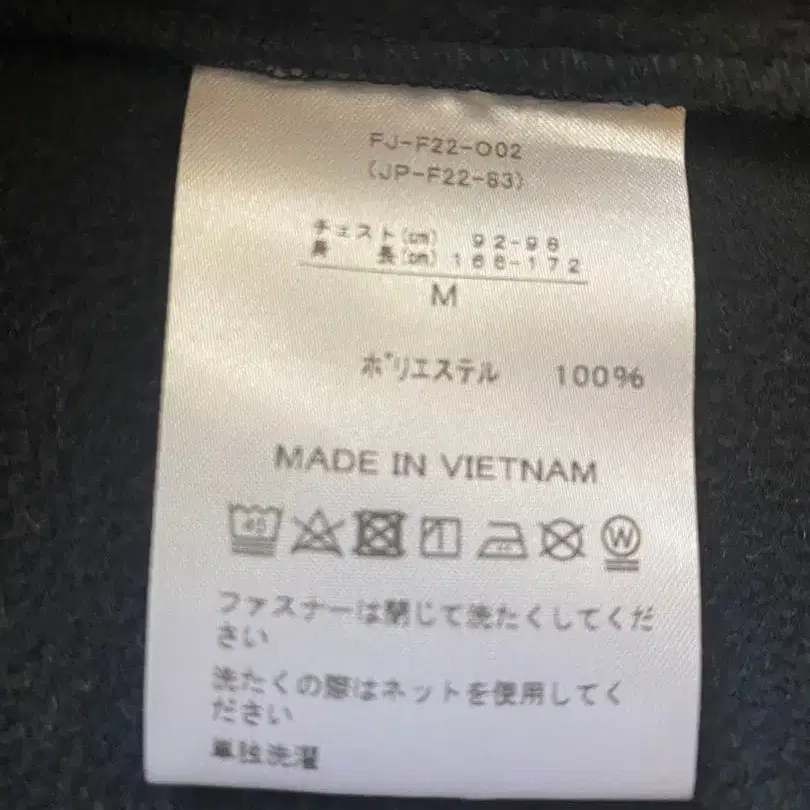 FJ-F22-O02
(JP-F22-83)
チェスト(cm) 92-98
身 長(cm) 166-172
M
ポリエステル 100%
MADE IN VIETNAM
40 W
ファスナーは閉じて洗たくしてくだ
さい
洗たくの際はネットを使用してく
ださい
単独洗濯